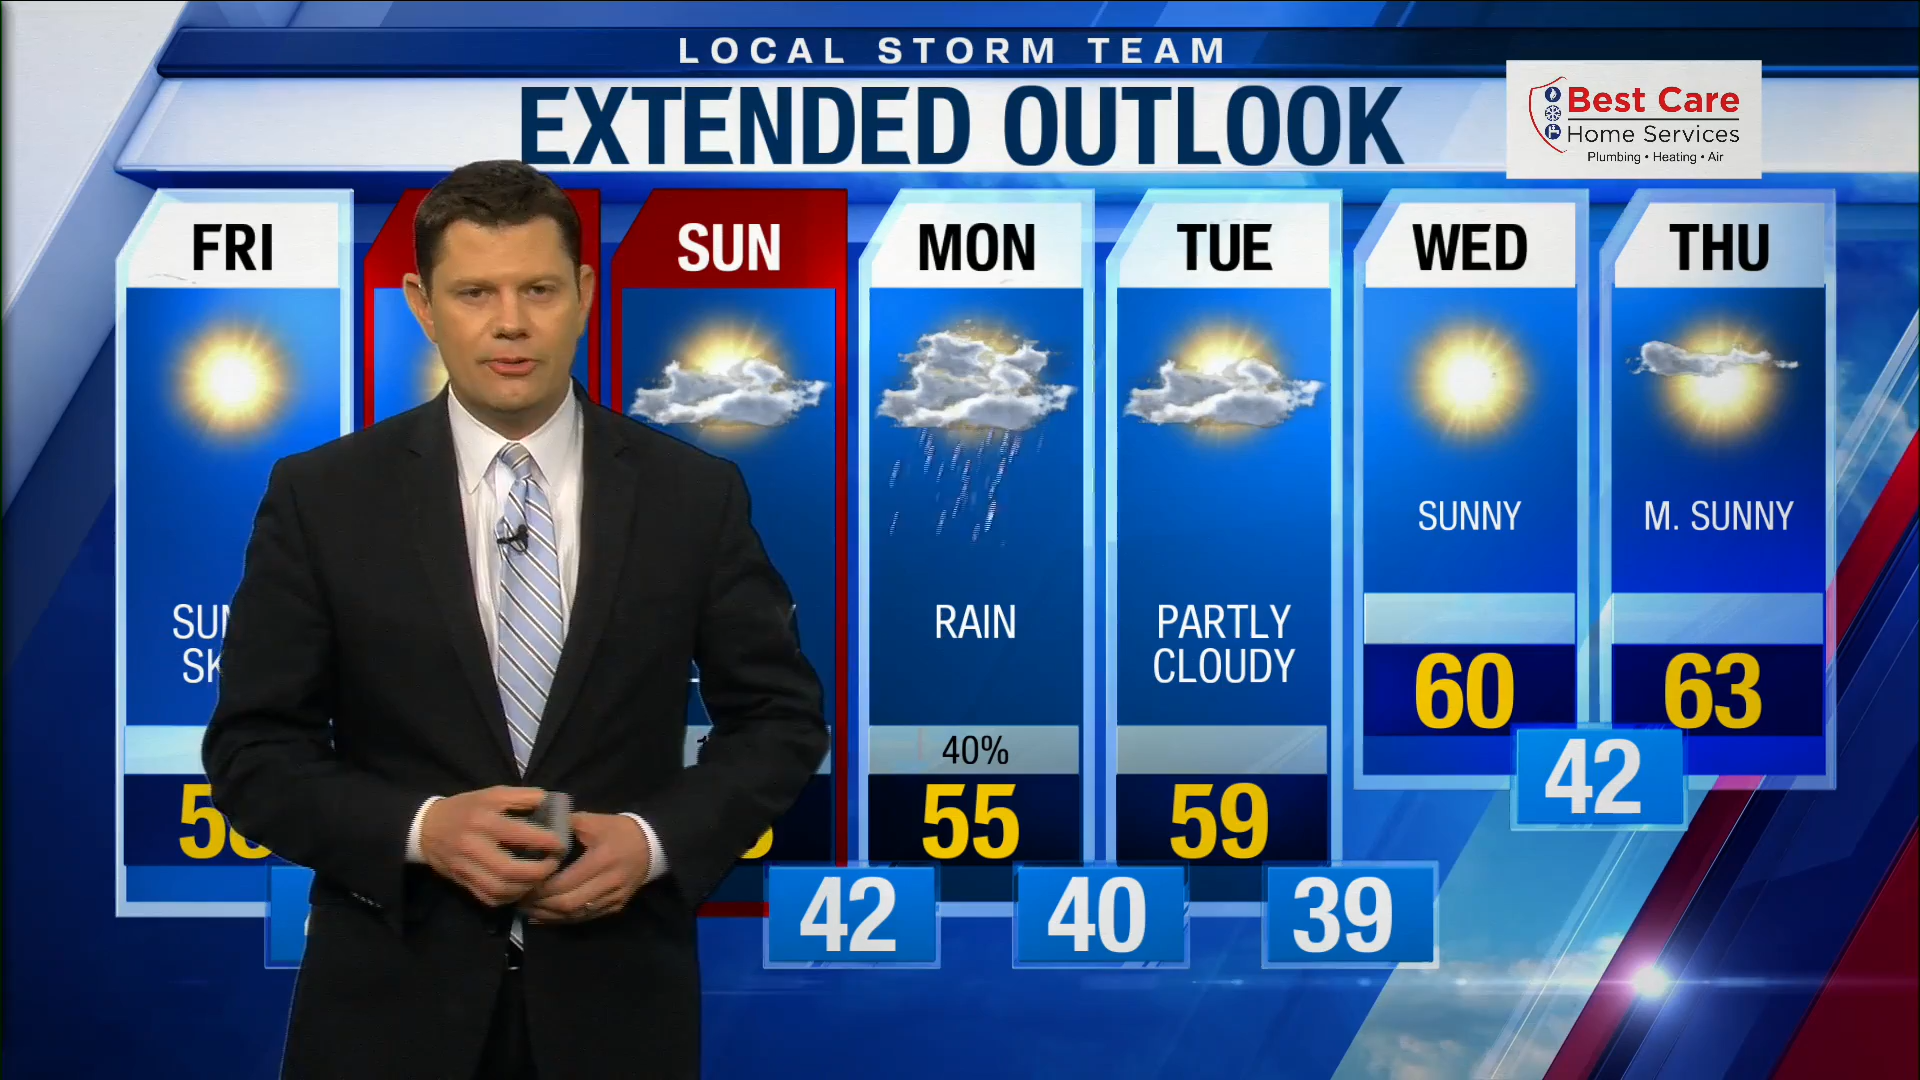 LOCAL STORM TEAM
EXTENDED OUTLOOK
Best Care
Home Services
Plumbing • Heating • Air
FRI
SUN
MON
TUE
WED
THU
SUNNY
M. SUNNY
RAIN
PARTLY
CLOUDY
40%
60
63
55
59
42
42
40
39